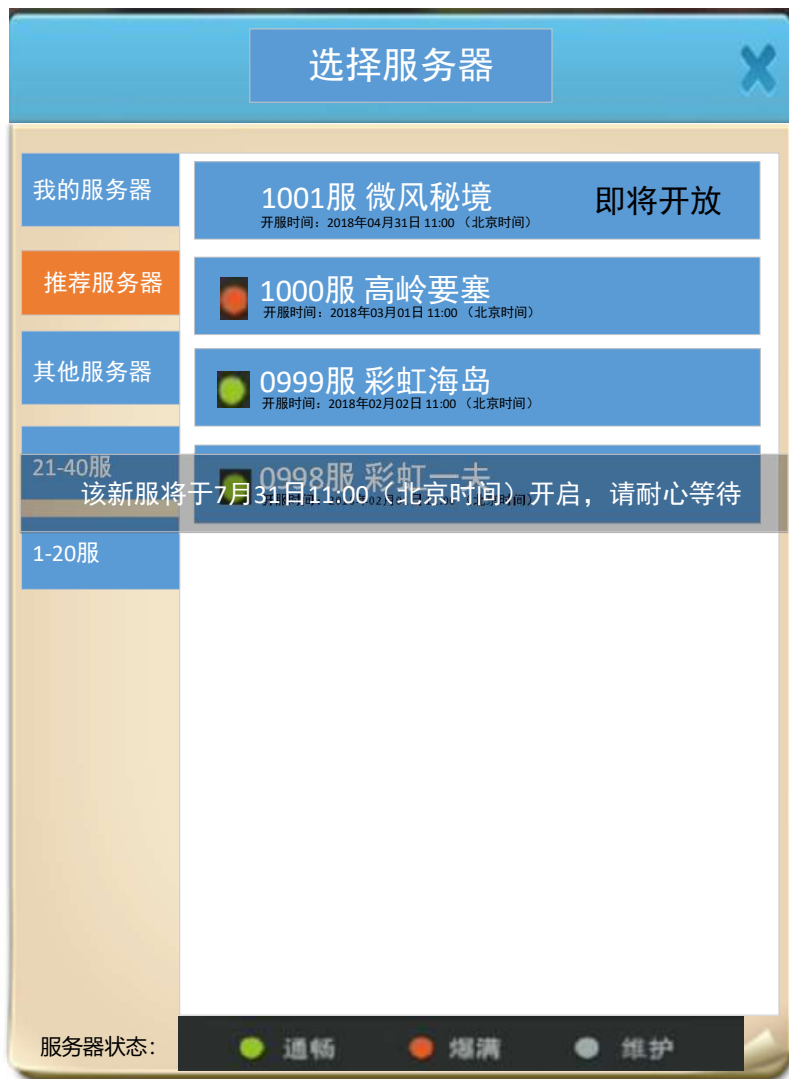 选择服务器
我的服务器
1001服 微风秘境
即将开放
开服时间：2018年04月31日 11:00 （北京时间）
推荐服务器
1000服 高岭要塞
开服时间：2018年03月01日 11:00 （北京时间）
其他服务器
0999服 彩虹海岛
开服时间：2018年02月02日 11:00 （北京时间）
21-40服
0998服 彩虹一夫
该新服将于7月31日11:00（北京时间）开启，请耐心等待
1-20服
服务器状态：
通畅
爆满
维护